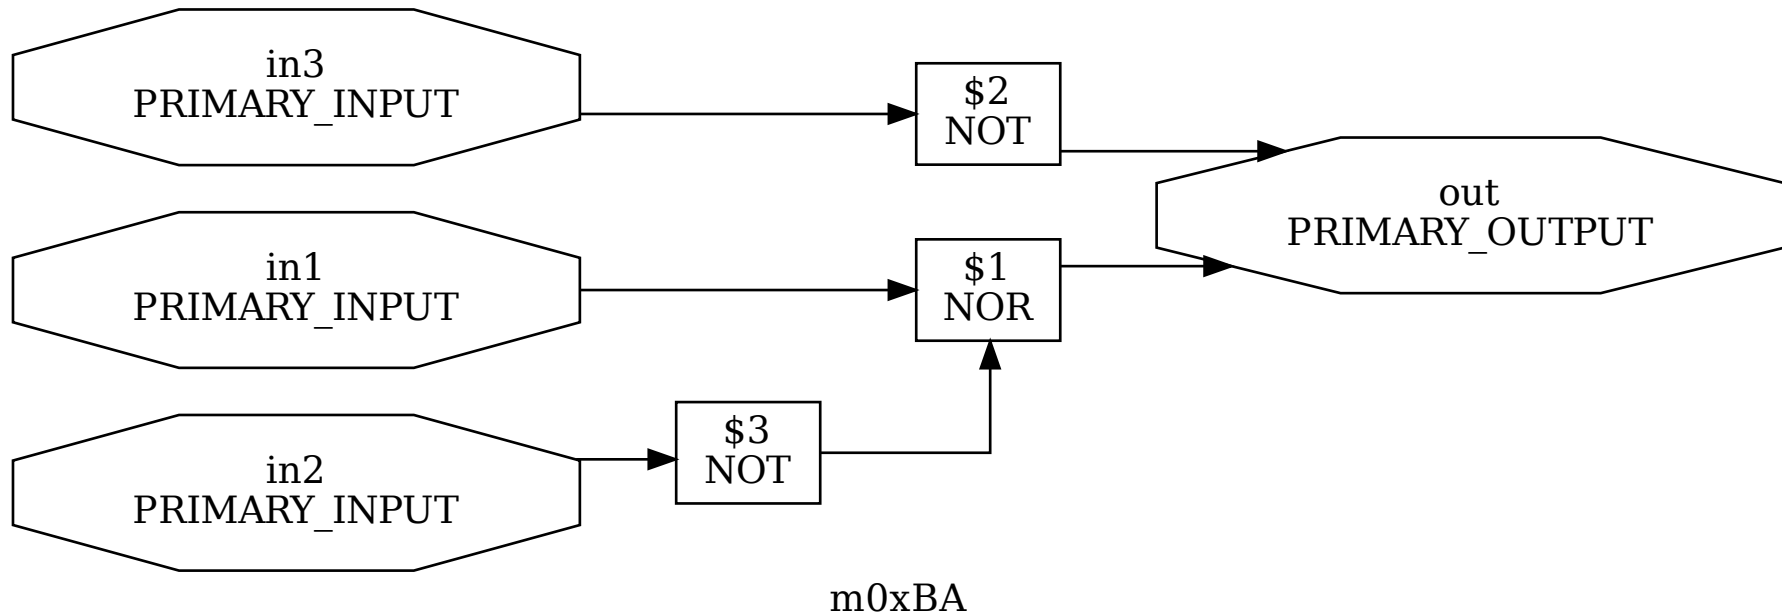 in3
PRIMARY_INPUT
$2
NOT
out
PRIMARY_OUTPUT
in1
PRIMARY_INPUT
$1
NOR
in2
PRIMARY_INPUT
$3
NOT
m0xBA